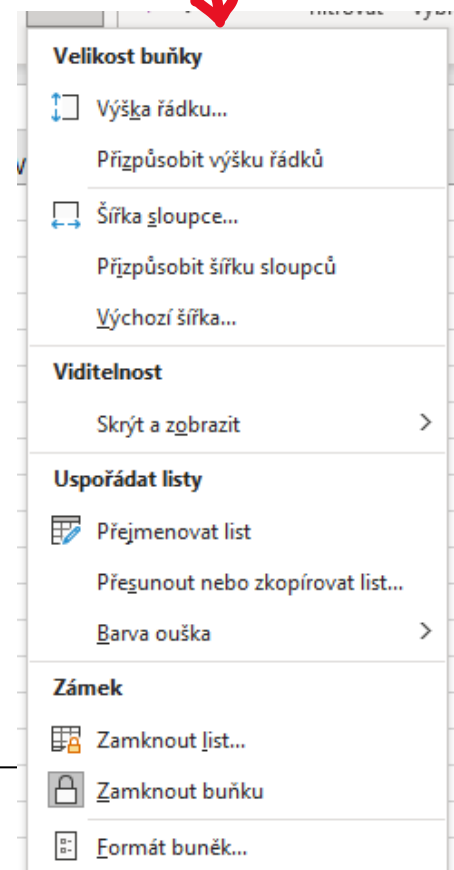 Velikost buňky
Výška řádku...
Přizpůsobit výšku řádků
Šířka sloupce...
Přizpůsobit šířku sloupců
Výchozí šířka...
Viditelnost
Skrýt a zobrazit
Uspořádat listy
Přejmenovat list
Přesunout nebo zkopírovat list...
Barva ouška
Zámek
Zamknout list...
Zamknout buňku
Formát buněk...